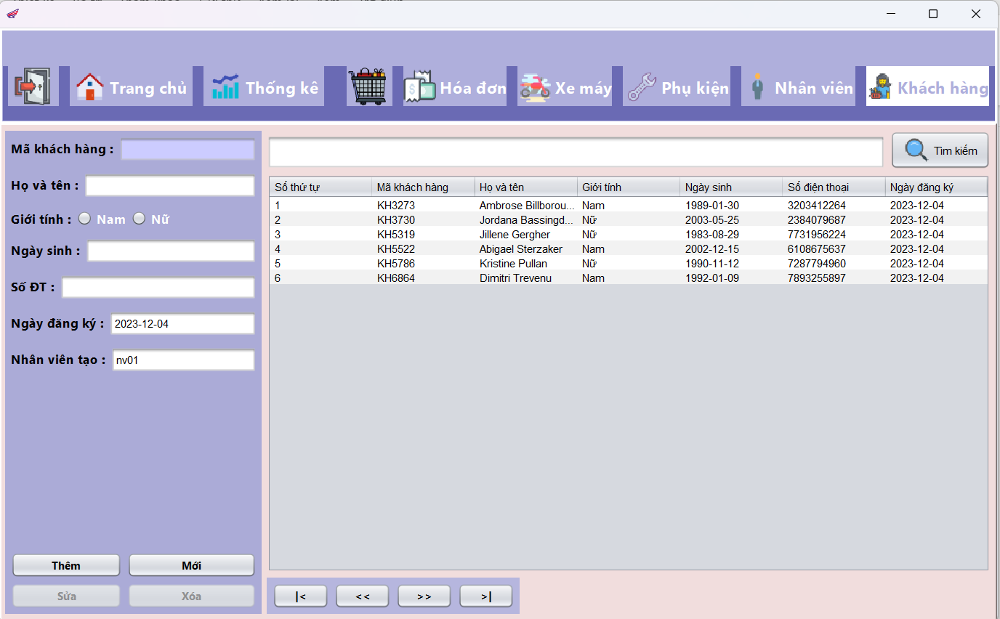 Trang chủ Thống kê Hóa đơn Xe máy Phụ kiện Nhân viên Khách hàng
Mã khách hàng :
Họ và tên :
Giới tính : Nam Nữ
Ngày sinh :
Số ĐT :
Ngày đăng ký : 2023-12-04
Nhân viên tạo : nv01
Thêm Mới
Sửa Xóa
Tìm kiếm
Số thứ tự Mã khách hàng Họ và tên Giới tính Ngày sinh Số điện thoại Ngày đăng ký
1 KH3273 Ambrose Billborou... Nam 1989-01-30 3203412264 2023-12-04
2 KH3730 Jordana Bassingd... Nữ 2003-05-25 2384079687 2023-12-04
3 KH5319 Jillene Gergher Nữ 1983-08-29 7731956224 2023-12-04
4 KH5522 Abigael Sterzaker Nam 2002-12-15 6108675637 2023-12-04
5 KH5786 Kristine Pullan Nữ 1990-11-12 7287794960 2023-12-04
6 KH6864 Dimitri Trevenu Nam 1992-01-09 7893255897 2023-12-04
|< << >> >|